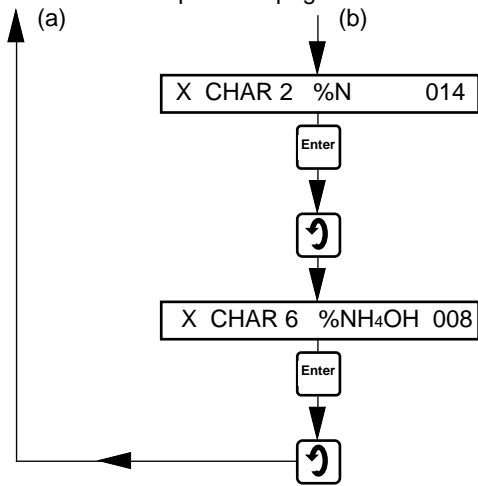 (a) (b)
X CHAR 2 %N 014
Enter
X CHAR 6 %NH4OH 008
Enter